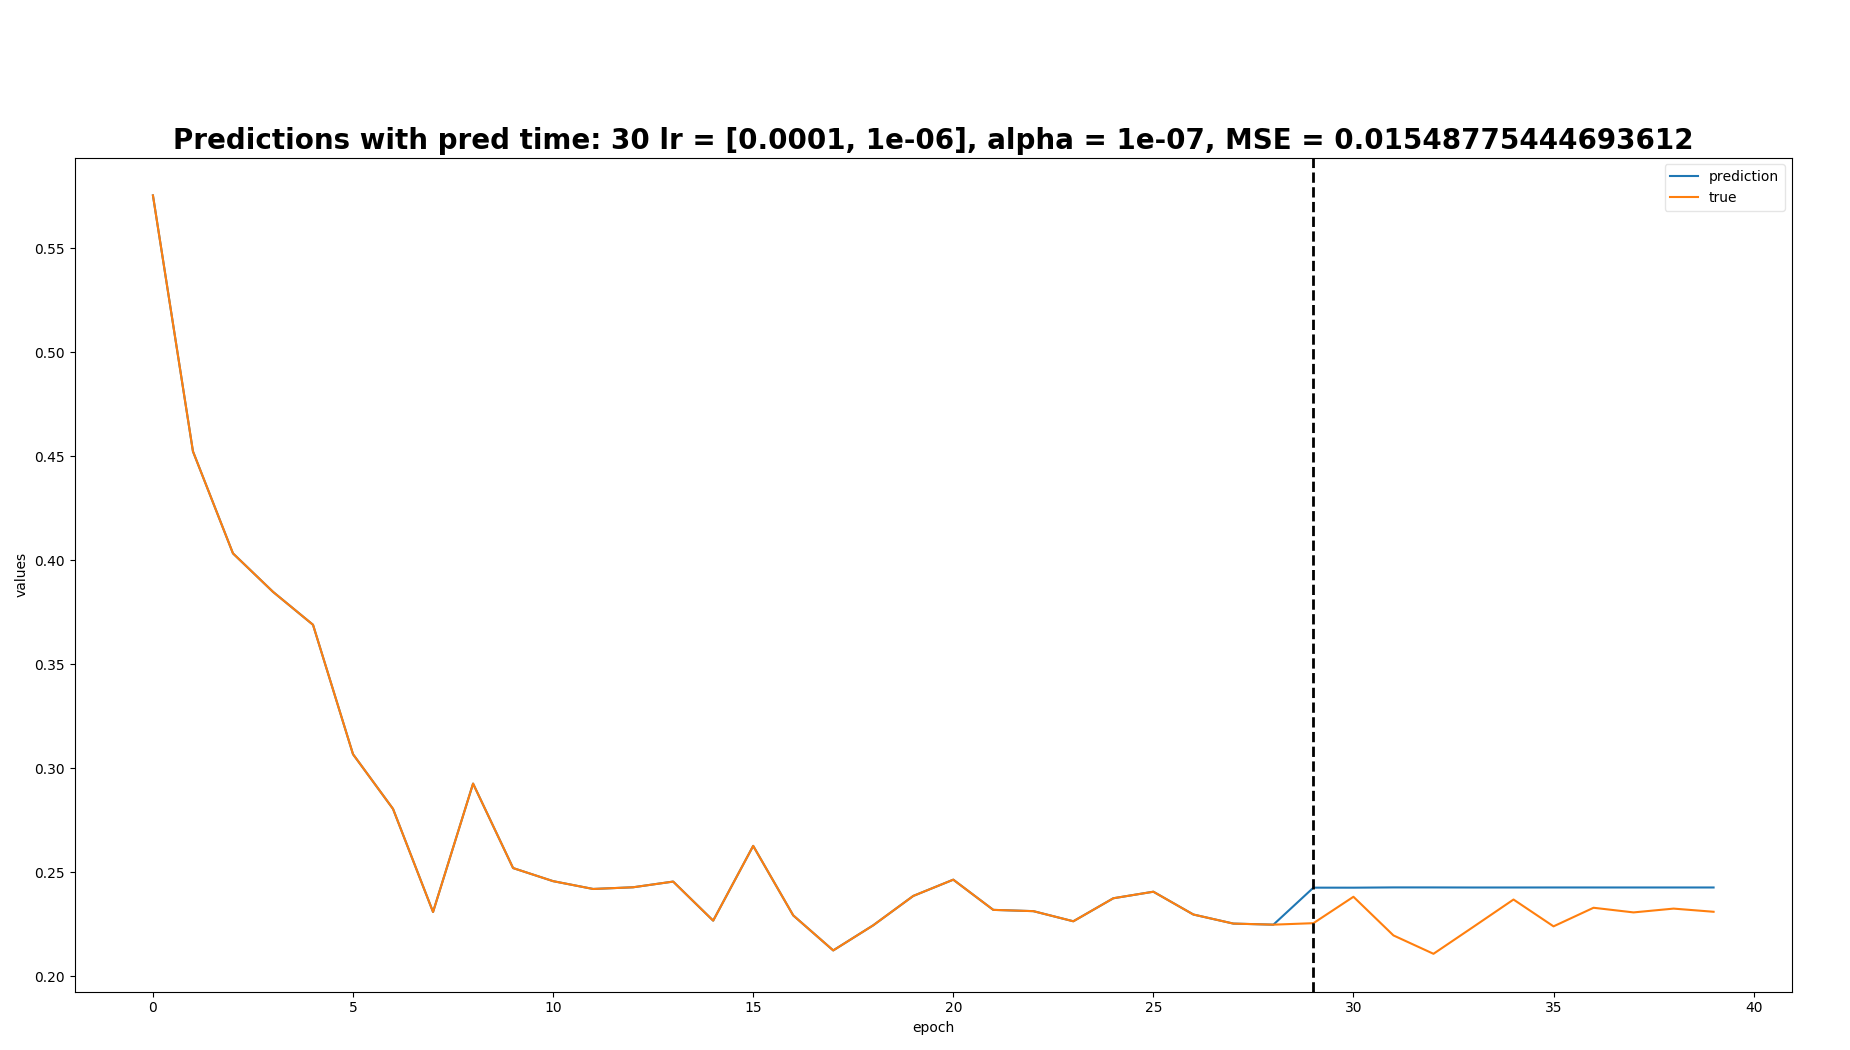 Predictions with pred time: 30 lr = [0.0001, 1e-06], alpha = 1e-07, MSE = 0.01548775444693612
prediction
true
values
0.55
0.50
0.45
0.40
0.35
0.30
0.25
0.20
0 5 10 15 20 25 30 35 40
epoch